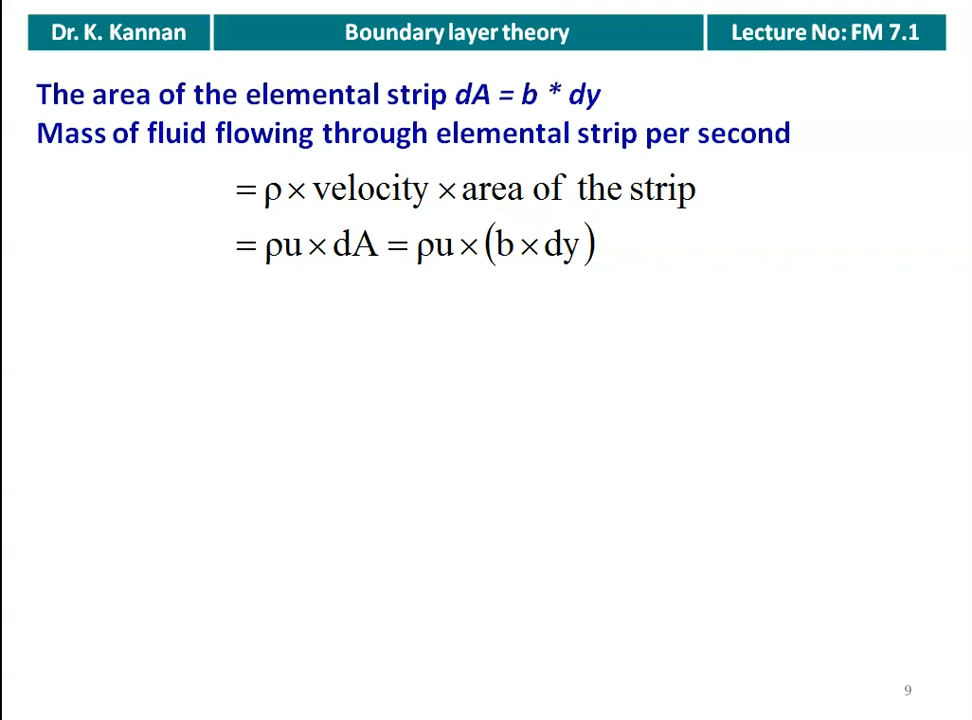 Dr. K. Kannan
Boundary layer theory
Lecture No: FM 7.1
The area of the elemental strip dA = b * dy
Mass of fluid flowing through elemental strip per second
= ρ × velocity × area of the strip
= ρu × dA = ρu × (b × dy)
9